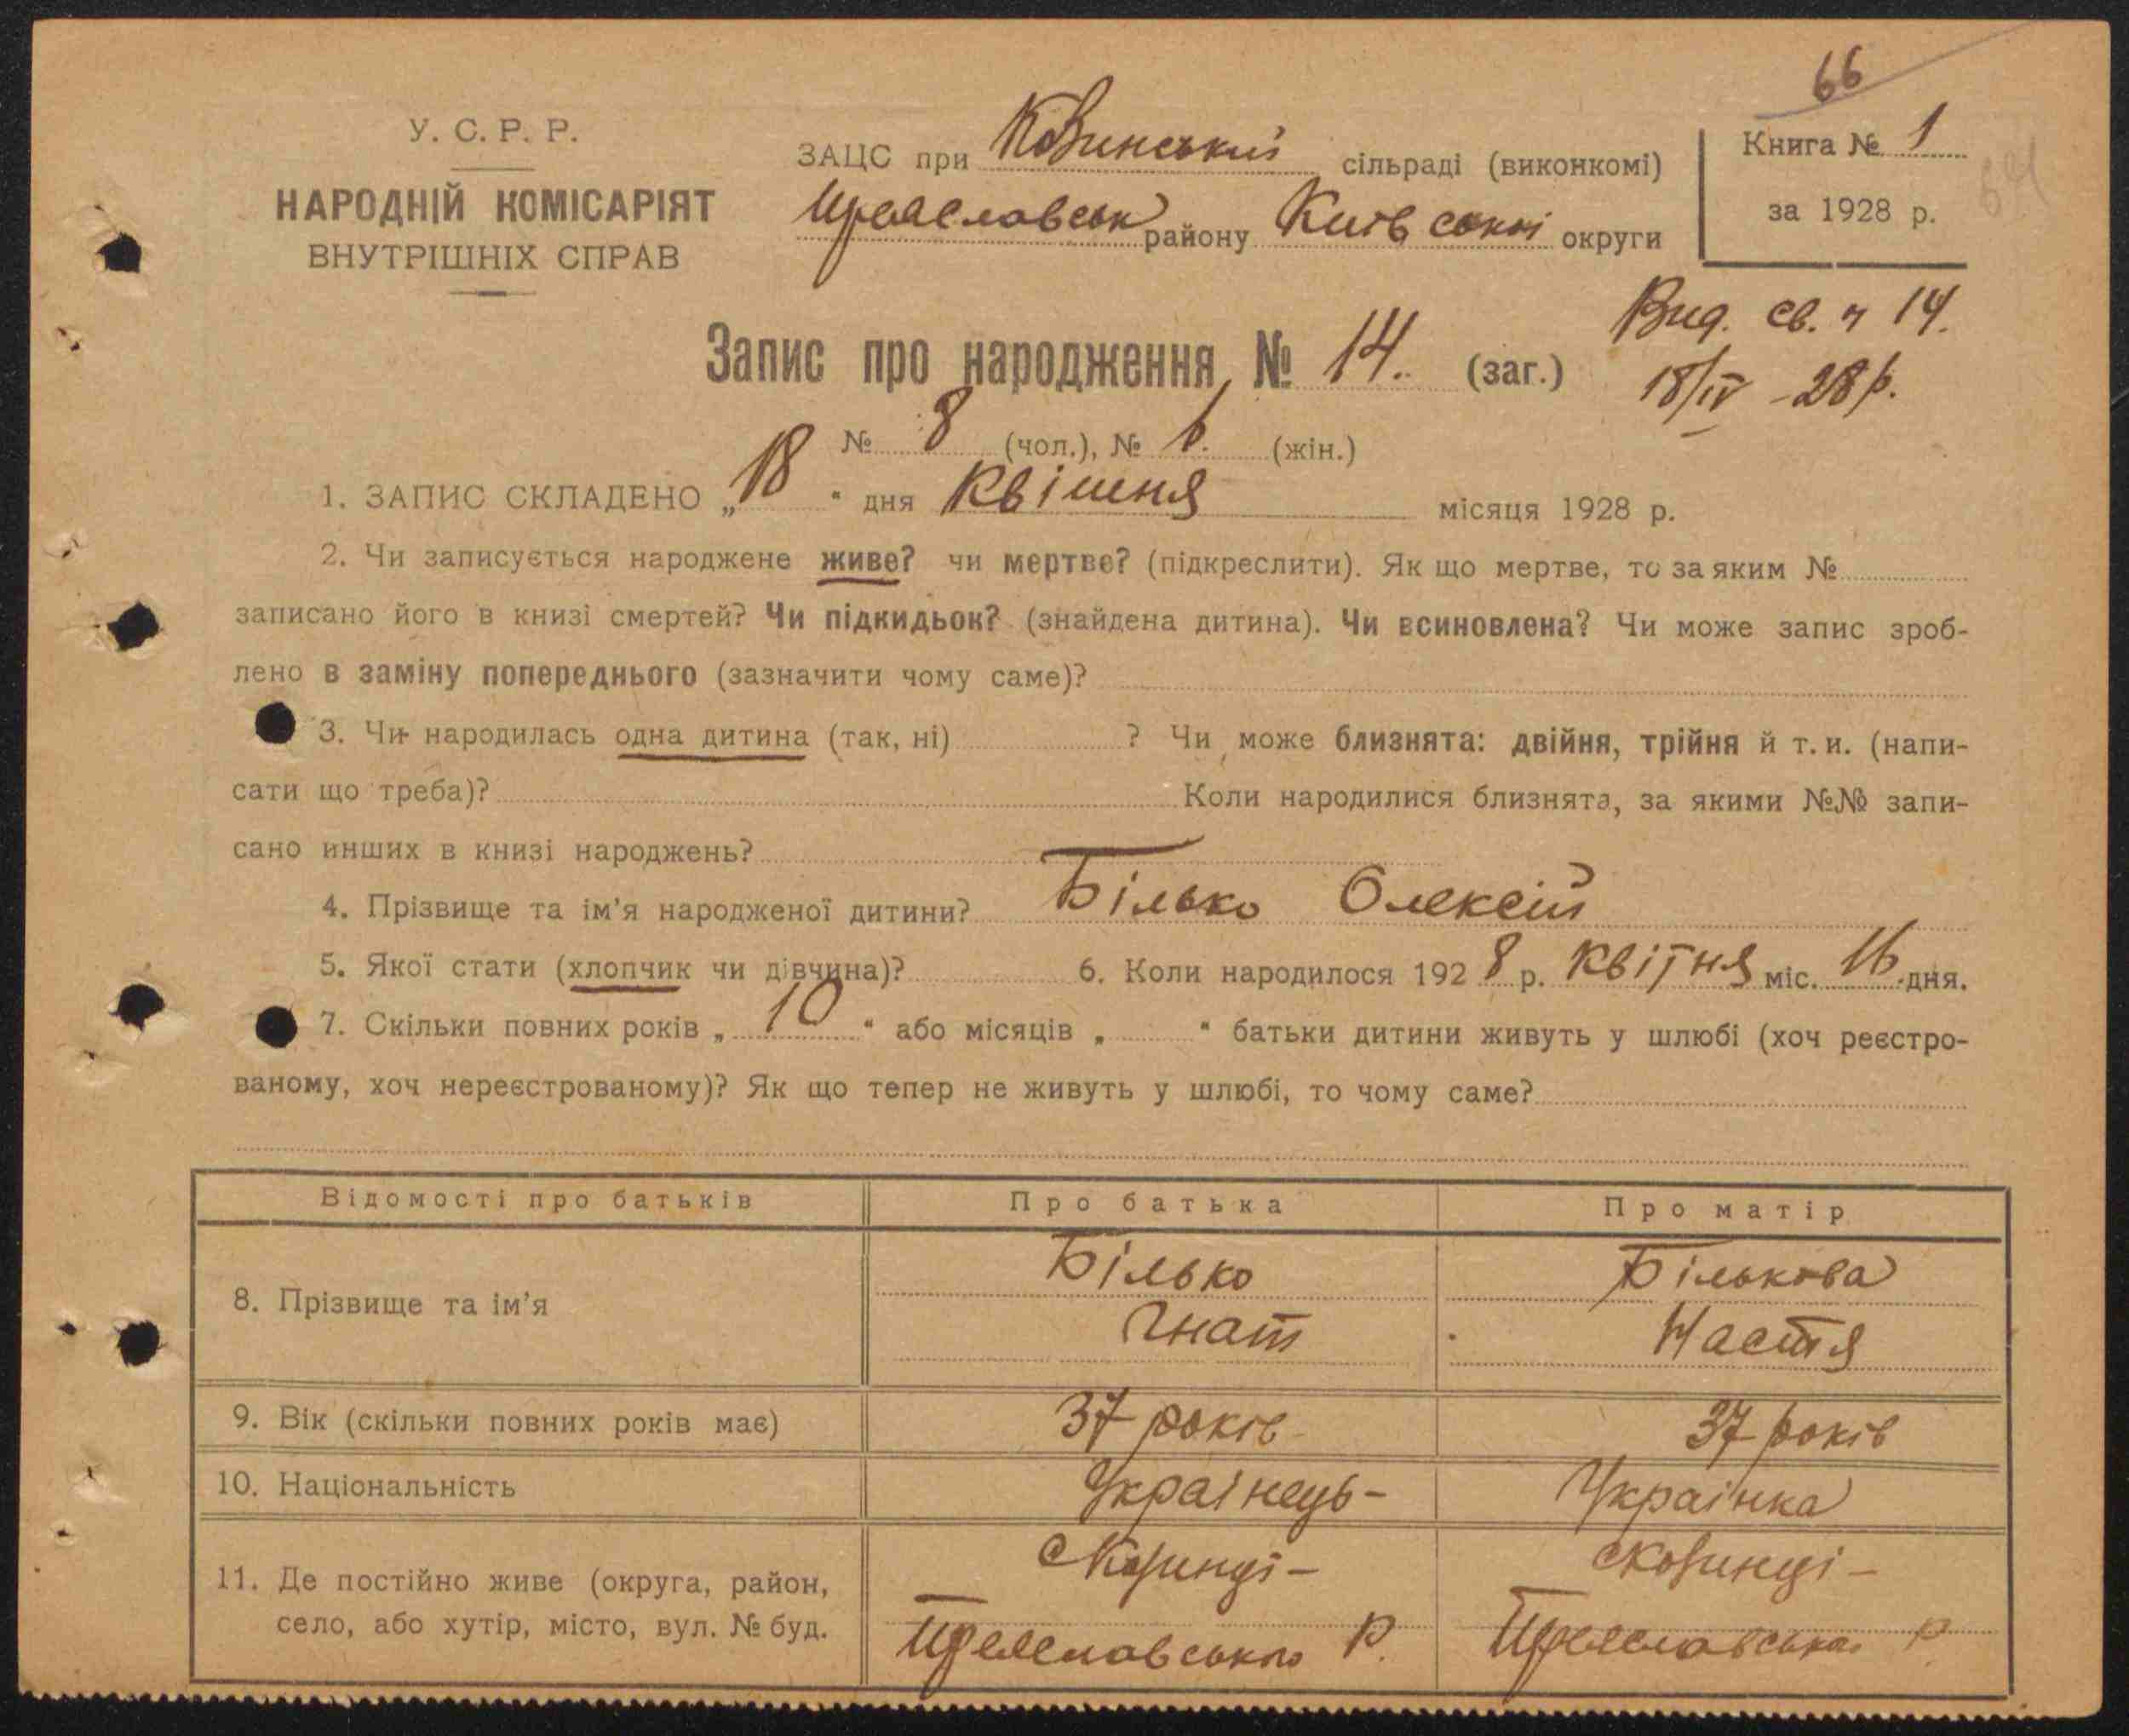 66
У. С. Р. Р.
НАРОДНІЙ КОМІСАРІЯТ
ВНУТРІШНІХ СПРАВ
ЗАЦС при Ковинський сільраді (виконкомі)
району Київської округи
Книга № 1
за 1928 р.
Запис про народження № 14. (заг.)
Вид. св. ч 14.
18/IV -28 р.
№ 8 (чол.), № 6. (жін.)
1. ЗАПИС СКЛАДЕНО „18" дня Квітня місяця 1928 р.
2. Чи записується народжене живе? чи мертве? (підкреслити). Як що мертве, то за яким №
записано його в книзі смертей? Чи підкидьок? (знайдена дитина). Чи всиновлена? Чи може запис зроб-
лено в заміну попереднього (зазначити чому саме)?
3. Чи народилась одна дитина (так, ні) ? Чи може близнята: двійня, трійня й т. и. (напи-
сати що треба)? Коли народилися близнята, за якими №№ запи-
сано инших в книзі народжень?
4. Прізвище та ім’я народженої дитини? Білько Олексій
5. Якої стати (хлопчик чи дівчина)? 6. Коли народилося 1928 р. квітня міс. 16 дня.
7. Скільки повних років „10" або місяців „ " батьки дитини живуть у шлюбі (хоч реєстро-
ваному, хоч нереєстрованому)? Як що тепер не живуть у шлюбі, то чому саме?
Відомості про батьків Про батька Про матір
8. Прізвище та ім’я Білько Бількова
Гнат Настя
9. Вік (скільки повних років має) 37 років 37 років
10. Національність Українець - Українка
11. Де постійно живе (округа, район,
село, або хутір, місто, вул. № буд.